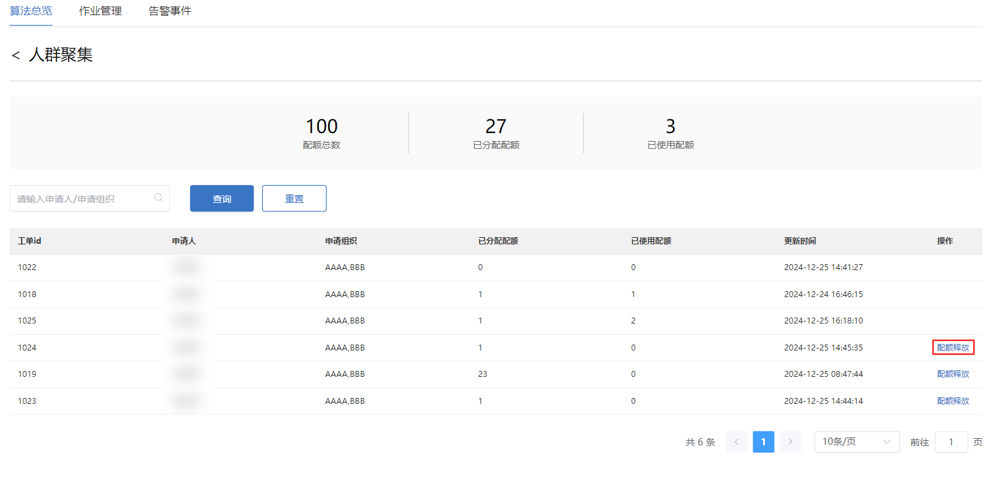 算法总览 作业管理 告警事件
< 人群聚集
100 27 3
配额总数 已分配配额 已使用配额
请输入申请人/申请组织 查询 重置
工单id 申请人 申请组织 已分配配额 已使用配额 更新时间 操作
1022 AAAA,BBB 0 0 2024-12-25 14:41:27
1018 AAAA,BBB 1 1 2024-12-24 16:46:15
1025 AAAA,BBB 1 2 2024-12-25 16:18:10
1024 AAAA,BBB 1 0 2024-12-25 14:45:35 配额释放
1019 AAAA,BBB 23 0 2024-12-25 08:47:44 配额释放
1023 AAAA,BBB 1 0 2024-12-25 14:44:14 配额释放
共 6 条 < 1 > 10条/页 前往 1 页